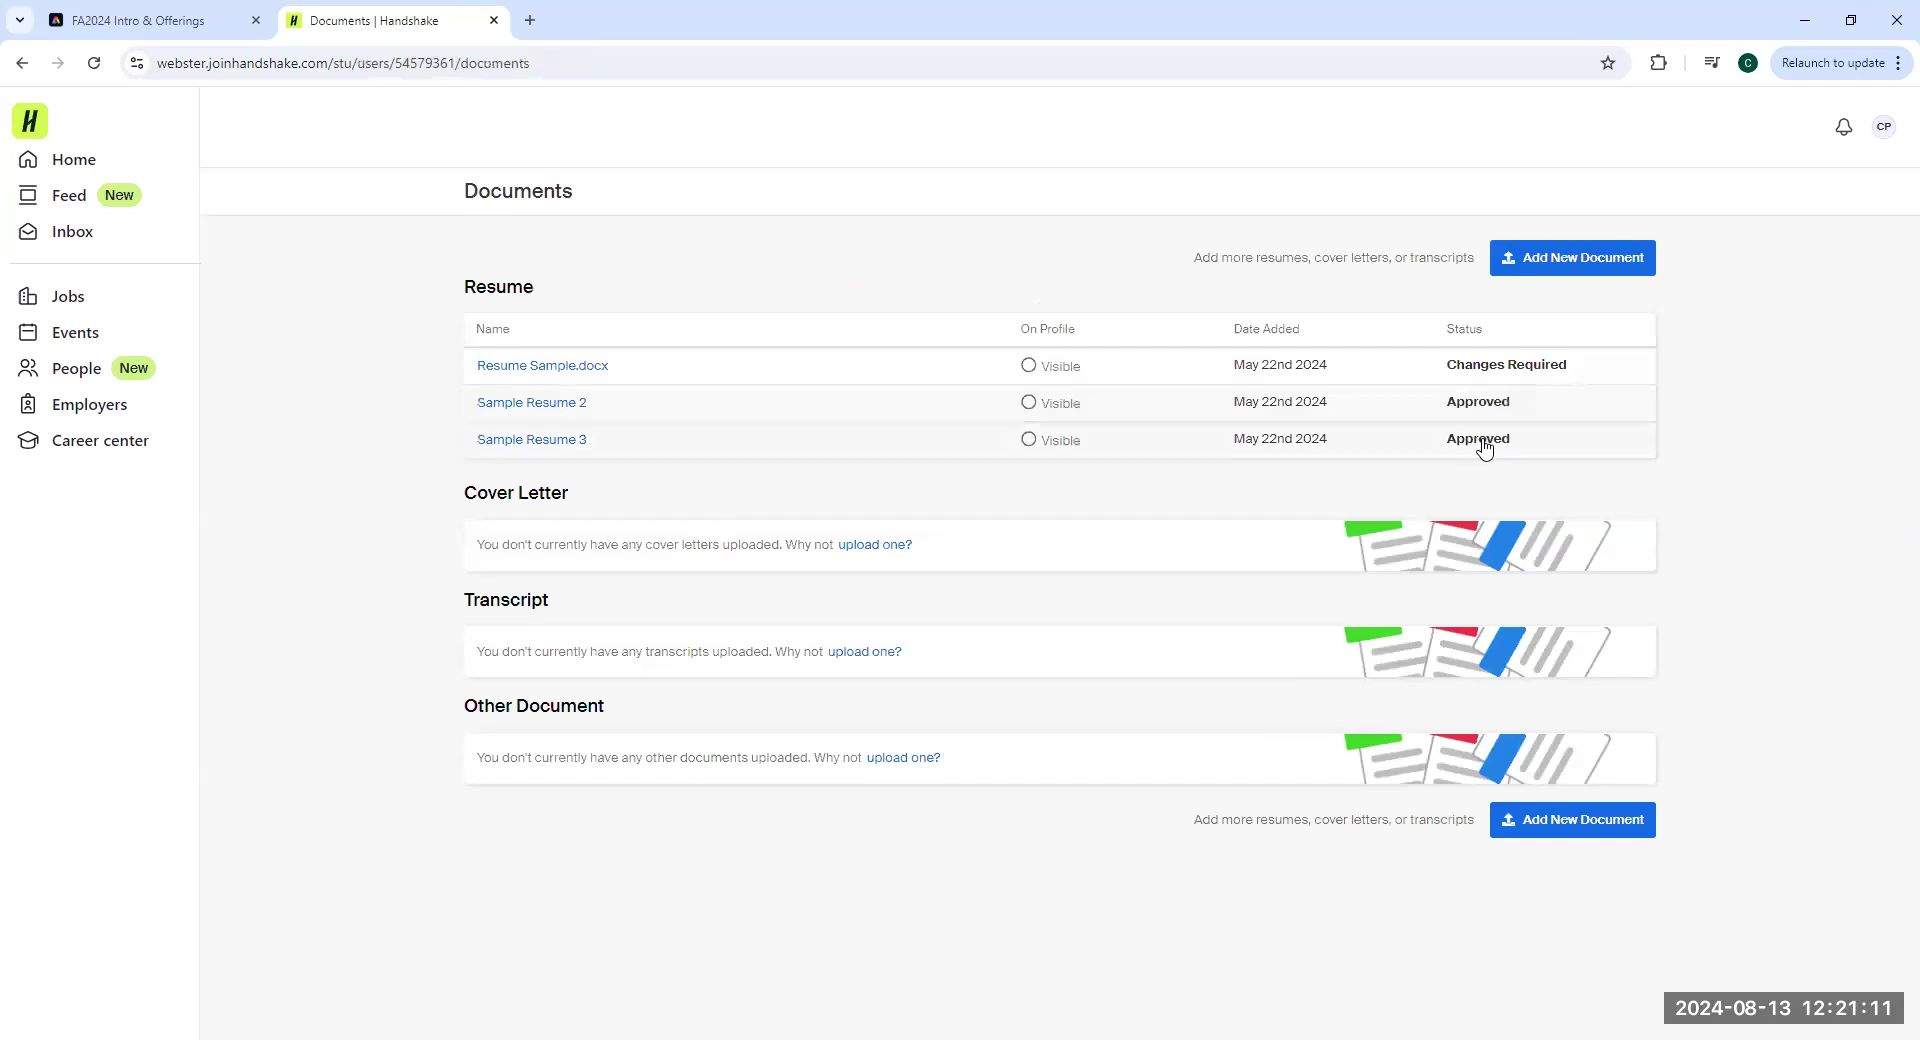 FA2024 Intro & Offerings
Documents | Handshake
webster.joinhandshake.com/stu/users/54579361/documents
C
Relaunch to update
H
Home
Feed New
Inbox
Jobs
Events
People New
Employers
Career center
CP
Documents
Add more resumes, cover letters, or transcripts Add New Document
Resume
Name On Profile Date Added Status
Resume Sample.docx Visible May 22nd 2024 Changes Required
Sample Resume 2 Visible May 22nd 2024 Approved
Sample Resume 3 Visible May 22nd 2024 Approved
Cover Letter
You don't currently have any cover letters uploaded. Why not upload one?
Transcript
You don't currently have any transcripts uploaded. Why not upload one?
Other Document
You don't currently have any other documents uploaded. Why not upload one?
Add more resumes, cover letters, or transcripts Add New Document
2024-08-13 12:21:11